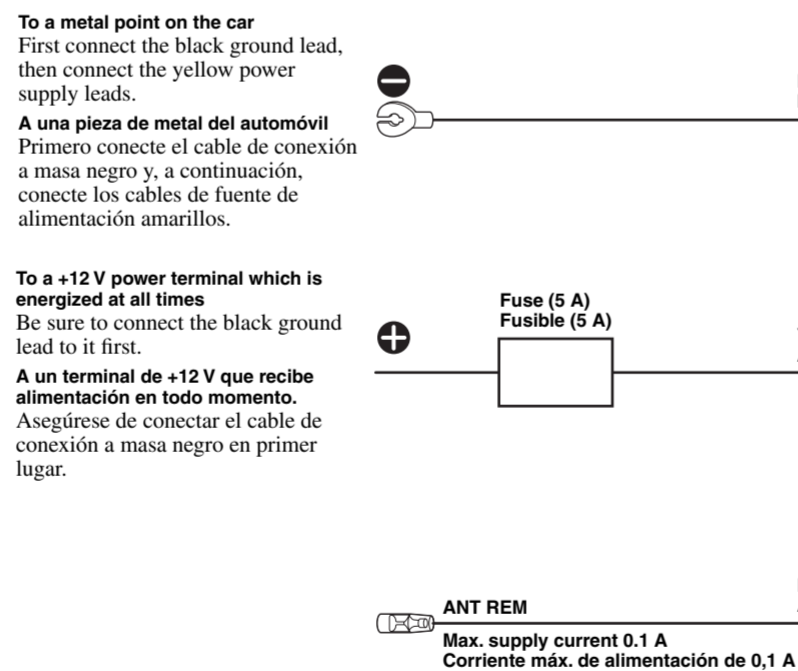 To a metal point on the car
First connect the black ground lead,
then connect the yellow power
supply leads.
A una pieza de metal del automóvil
Primero conecte el cable de conexión
a masa negro y, a continuación,
conecte los cables de fuente de
alimentación amarillos.
To a +12 V power terminal which is
energized at all times
Be sure to connect the black ground
lead to it first.
A un terminal de +12 V que recibe
alimentación en todo momento.
Asegúrese de conectar el cable de
conexión a masa negro en primer
lugar.
Fuse (5 A)
Fusible (5 A)
ANT REM
Max. supply current 0.1 A
Corriente máx. de alimentación de 0,1 A